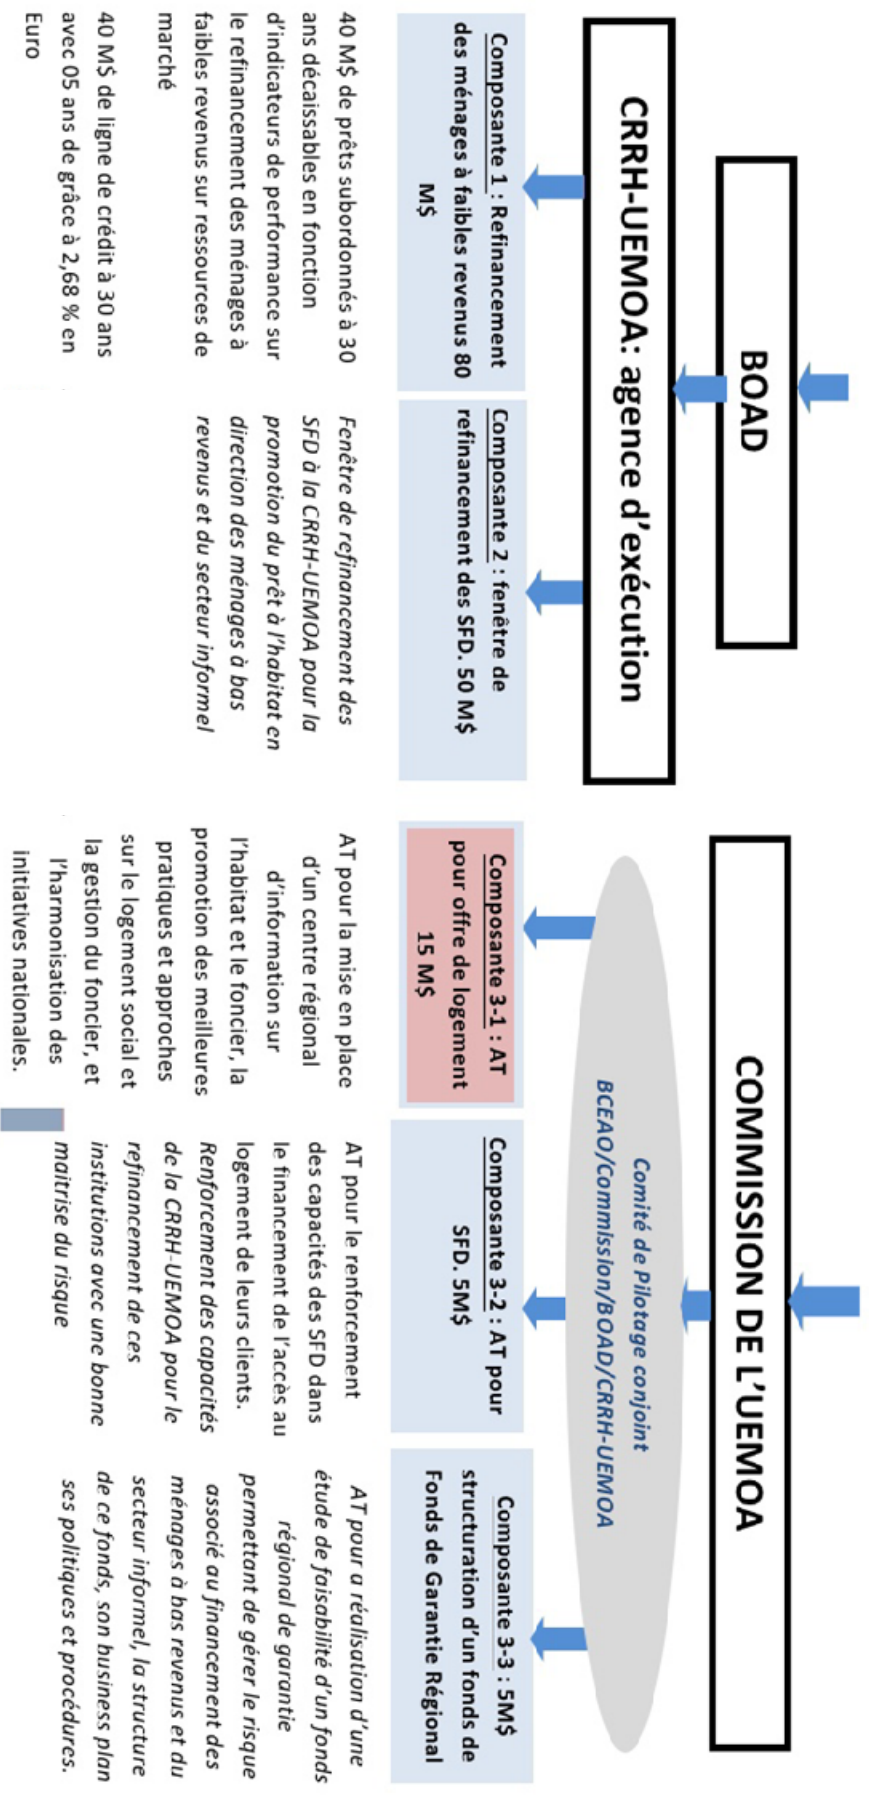 BOAD
CRRH-UEMOA: agence d’exécution
Composante 1 : Refinancement
des ménages à faibles revenus 80
M$
40 M$ de prêts subordonnés à 30
ans décaissables en fonction
d’indicateurs de performance sur
le refinancement des ménages à
faibles revenus sur ressources de
marché
40 M$ de ligne de crédit à 30 ans
avec 05 ans de grâce à 2,68 % en
Euro
Composante 2 : fenêtre de
refinancement des SFD. 50 M$
Fenêtre de refinancement des
SFD à la CRRH-UEMOA pour la
promotion du prêt à l’habitat en
direction des ménages à bas
revenus et du secteur informel
COMMISSION DE L’UEMOA
Comité de Pilotage conjoint
BCEAO/Commission/BOAD/CRRH-UEMOA
Composante 3-1 : AT
pour offre de logement
15 M$
AT pour la mise en place
d’un centre régional
d’information sur
l’habitat et le foncier, la
promotion des meilleures
pratiques et approches
sur le logement social et
la gestion du foncier, et
l’harmonisation des
initiatives nationales.
Composante 3-2 : AT pour
SFD. 5M$
AT pour le renforcement
des capacités des SFD dans
le financement de l’accès au
logement de leurs clients.
Renforcement des capacités
de la CRRH-UEMOA pour le
refinancement de ces
institutions avec une bonne
maitrise du risque
Composante 3-3 : 5M$
structuration d’un fonds de
Fonds de Garantie Régional
AT pour a réalisation d’une
étude de faisabilité d’un fonds
régional de garantie
permettant de gérer le risque
associé au financement des
ménages à bas revenus et du
secteur informel, la structure
de ce fonds, son business plan
ses politiques et procédures.